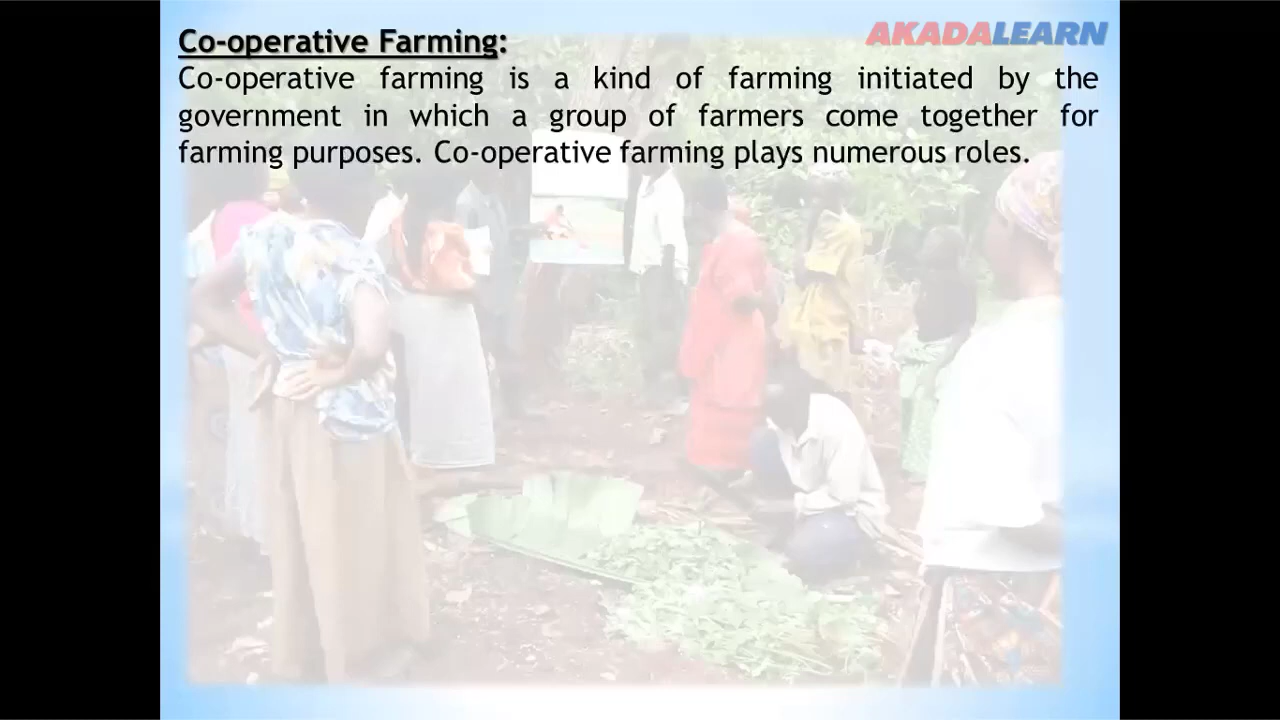 Co-operative Farming:
AKADALEARN
Co-operative farming is a kind of farming initiated by the
government in which a group of farmers come together for
farming purposes. Co-operative farming plays numerous roles.